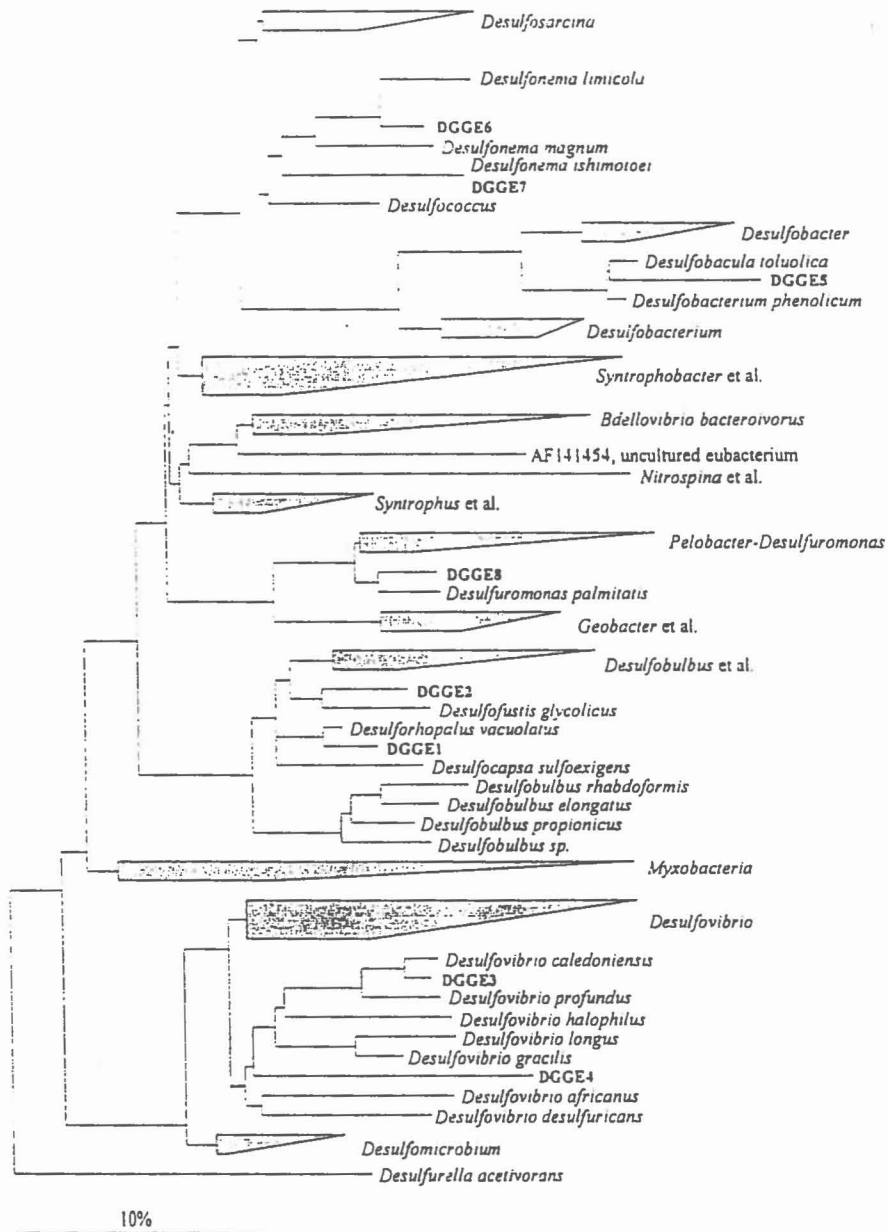 Desulfosarcina
Desulfonema limicola
DGGE6
Desulfonema magnum
Desulfonema ishimotoei
DGGE7
Desulfococcus
Desulfobacter
Desulfobacula toluolica
DGGE5
Desulfobacterium phenolicum
Desulfobacterium
Syntrophobacter et al.
Bdellovibrio bacteroivorus
AF141454, uncultured eubacterium
Nitrospina et al.
Syntrophus et al.
Pelobacter-Desulfuromonas
DGGE8
Desulfuromonas palmitatis
Geobacter et al.
Desulfobulbus et al.
DGGE2
Desulfofustis glycolicus
Desulforhopalus vacuolatus
DGGE1
Desulfocapsa sulfoexigens
Desulfobulbus rhabdoformis
Desulfobulbus elongatus
Desulfobulbus propionicus
Desulfobulbus sp.
Myxobacteria
Desulfovibrio
Desulfovibrio caledoniensis
DGGE3
Desulfovibrio profundus
Desulfovibrio halophilus
Desulfovibrio longus
Desulfovibrio gracilis
DGGE4
Desulfovibrio africanus
Desulfovibrio desulfuricans
Desulfomicrobium
Desulfurella acetivorans
10%